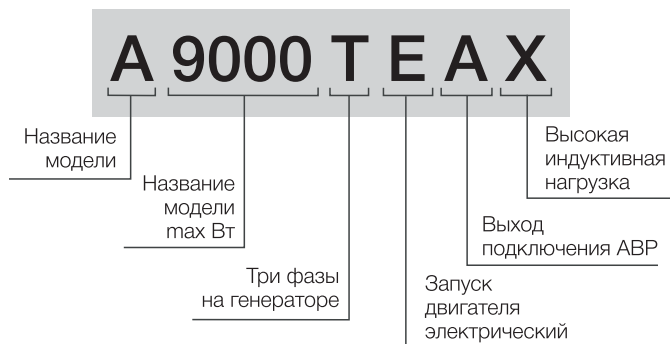 A 9000 T E A X
Название
модели
Название
модели
max Вт
Три фазы
на генераторе
Запуск
двигателя
электрический
Выход
подключения АВР
Высокая
индуктивная
нагрузка